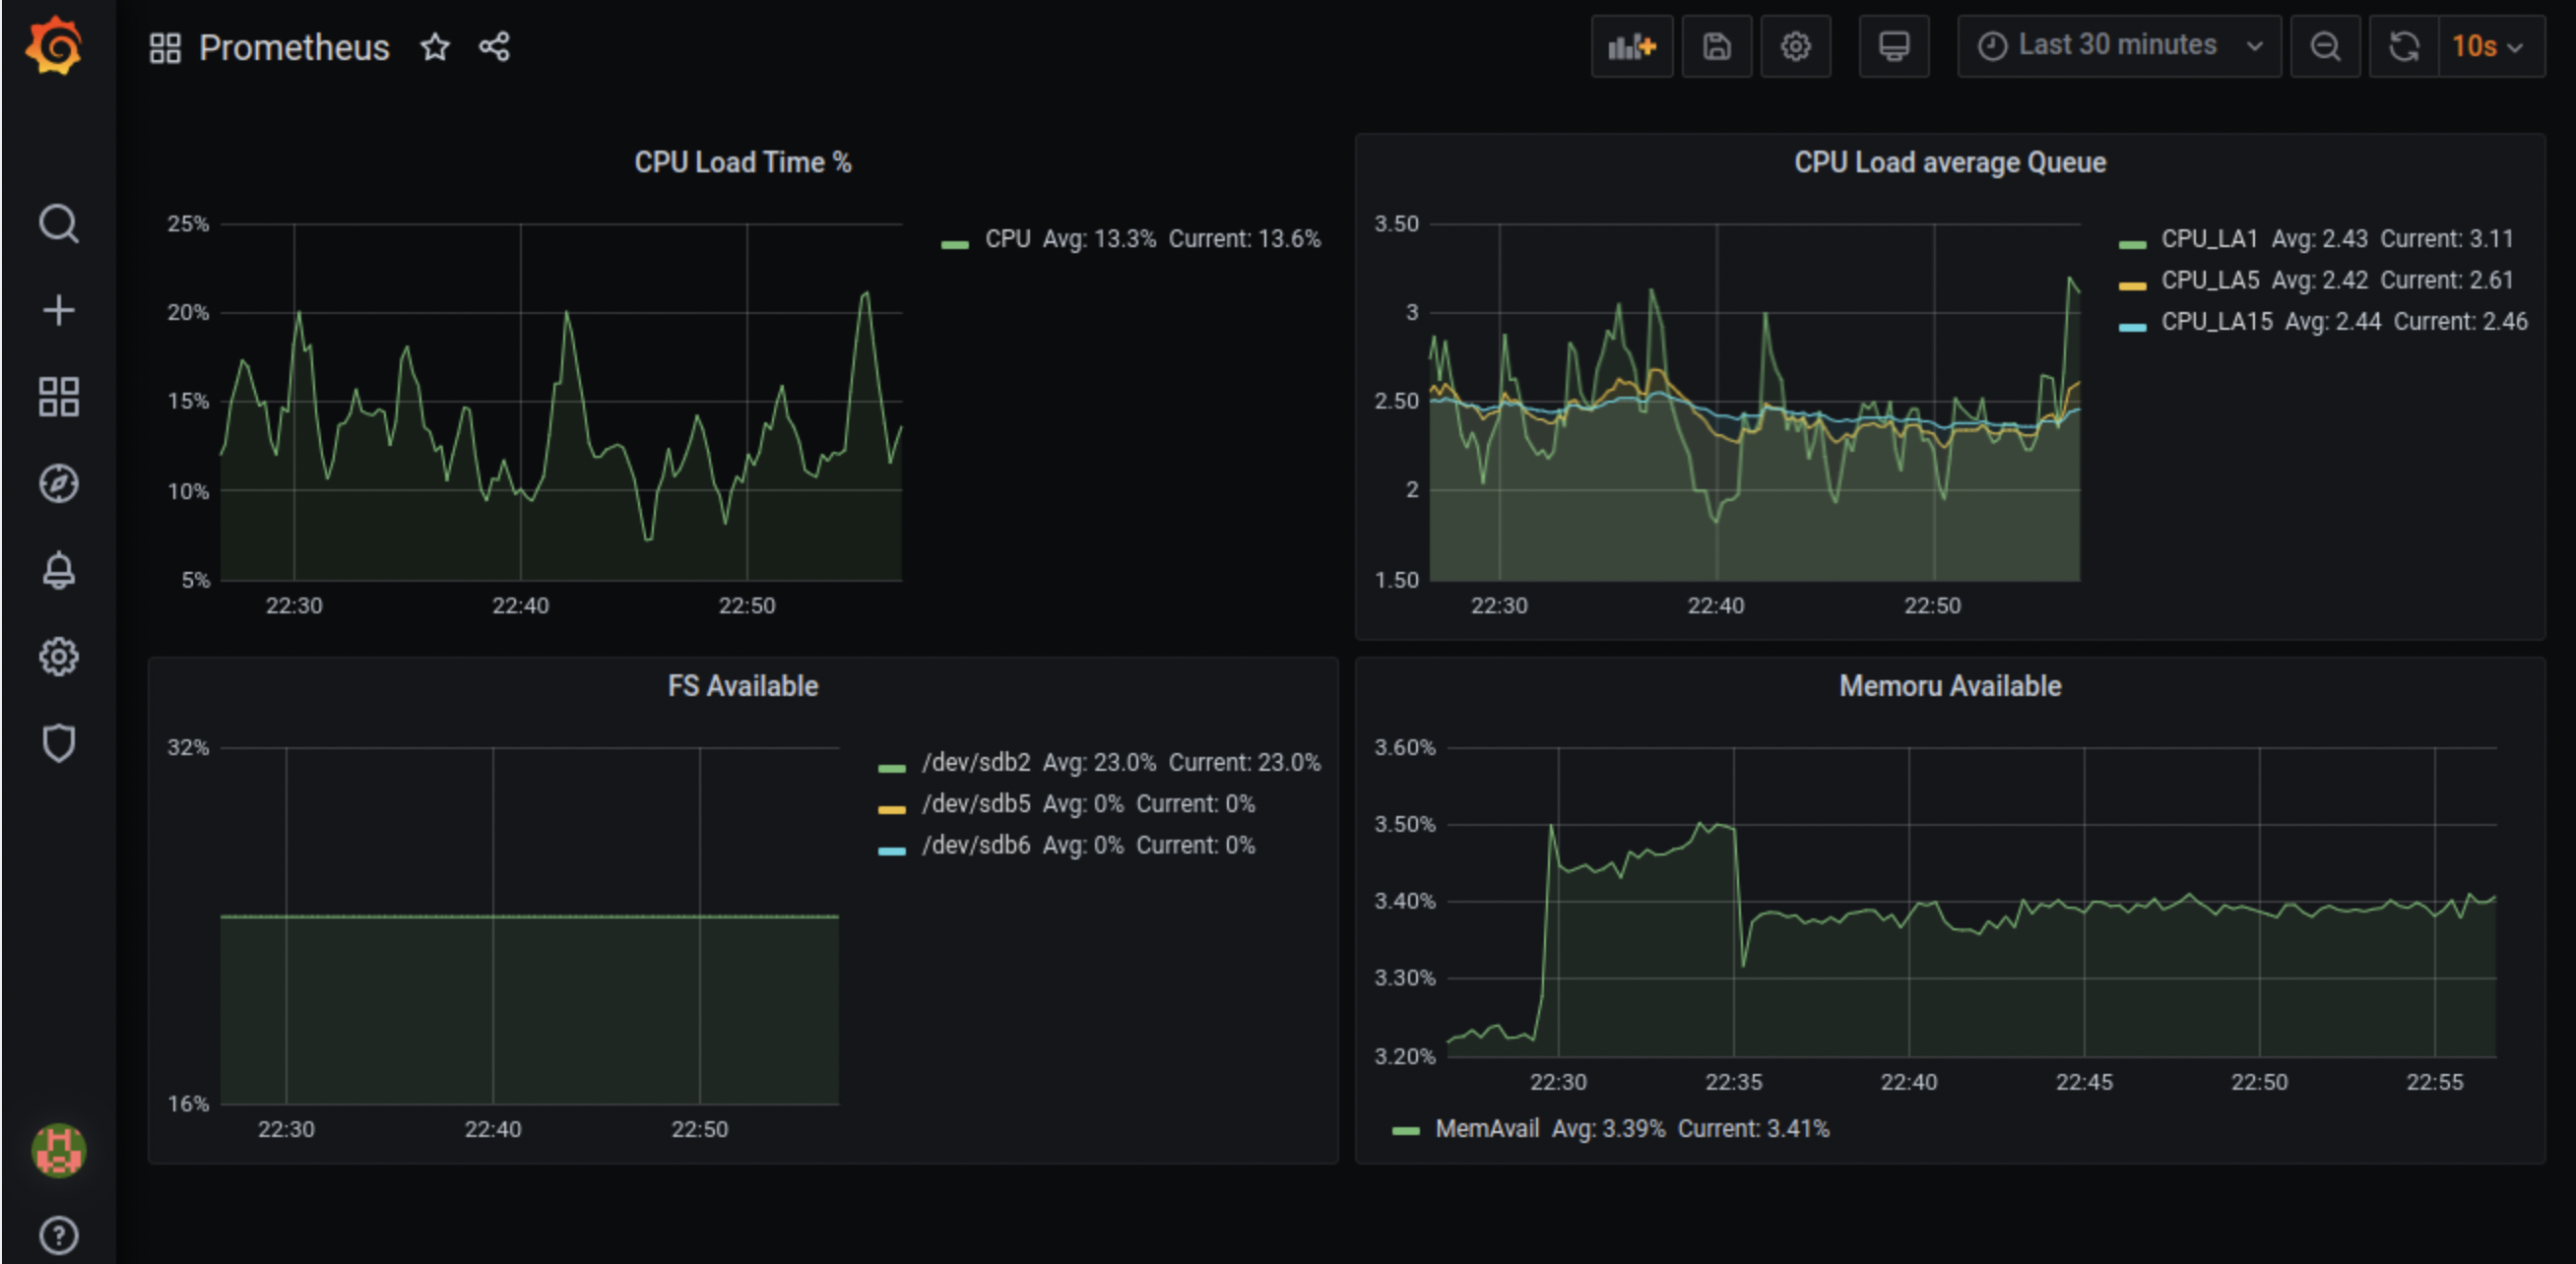 Prometheus
Last 30 minutes
10s
CPU Load Time %
25%
20%
15%
10%
5%
22:30 22:40 22:50
CPU Avg: 13.3% Current: 13.6%
CPU Load average Queue
3.50
3
2.50
2
1.50
22:30 22:40 22:50
CPU_LA1 Avg: 2.43 Current: 3.11
CPU_LA5 Avg: 2.42 Current: 2.61
CPU_LA15 Avg: 2.44 Current: 2.46
FS Available
32%
16%
22:30 22:40 22:50
/dev/sdb2 Avg: 23.0% Current: 23.0%
/dev/sdb5 Avg: 0% Current: 0%
/dev/sdb6 Avg: 0% Current: 0%
Memoru Available
3.60%
3.50%
3.40%
3.30%
3.20%
22:30 22:35 22:40 22:45 22:50 22:55
MemAvail Avg: 3.39% Current: 3.41%